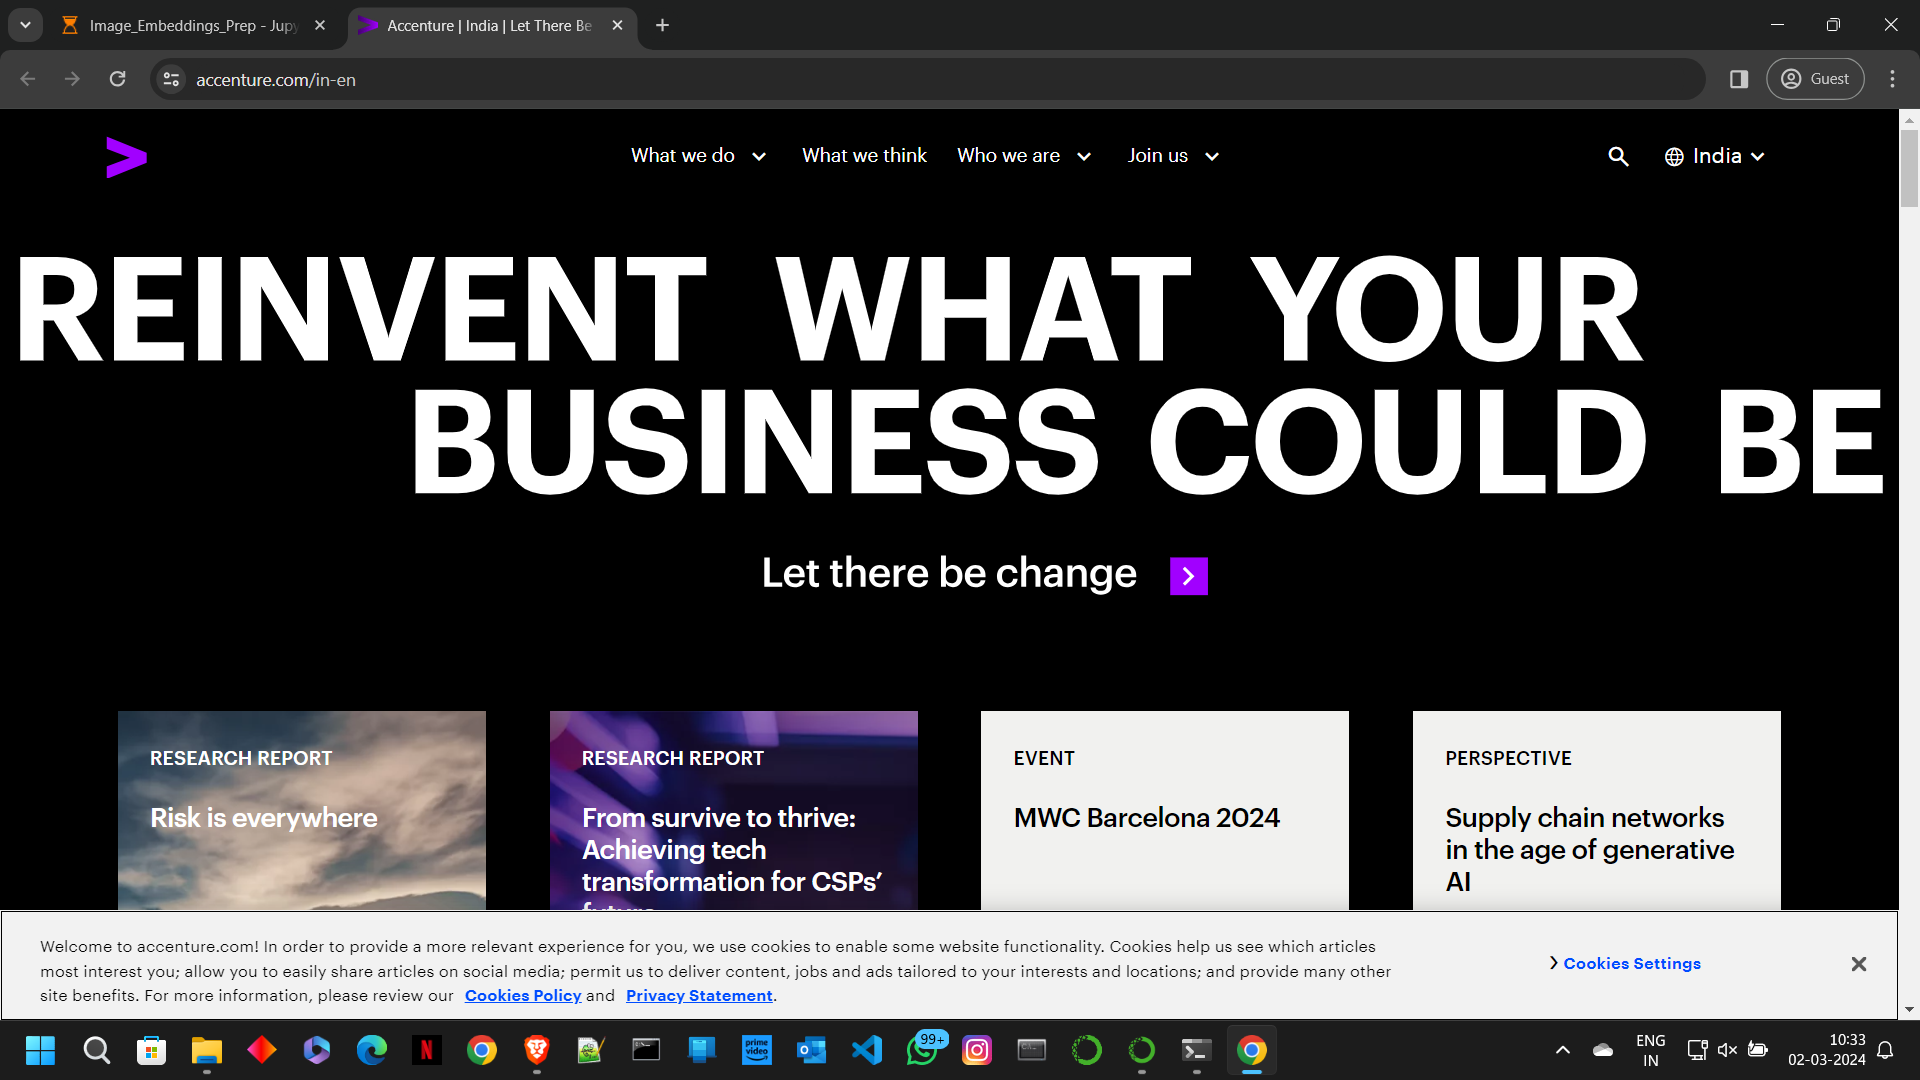 Image_Embeddings_Prep - Jupy
Accenture | India | Let There Be
accenture.com/in-en
Guest
What we do
What we think
Who we are
Join us
India
REINVENT WHAT YOUR
BUSINESS COULD BE
Let there be change
RESEARCH REPORT
Risk is everywhere
RESEARCH REPORT
From survive to thrive:
Achieving tech
transformation for CSPs’
future
EVENT
MWC Barcelona 2024
PERSPECTIVE
Supply chain networks
in the age of generative
AI
Welcome to accenture.com! In order to provide a more relevant experience for you, we use cookies to enable some website functionality. Cookies help us see which articles
most interest you; allow you to easily share articles on social media; permit us to deliver content, jobs and ads tailored to your interests and locations; and provide many other
site benefits. For more information, please review our Cookies Policy and Privacy Statement.
Cookies Settings
N
prime
video
99+
ENG
IN
10:33
02-03-2024